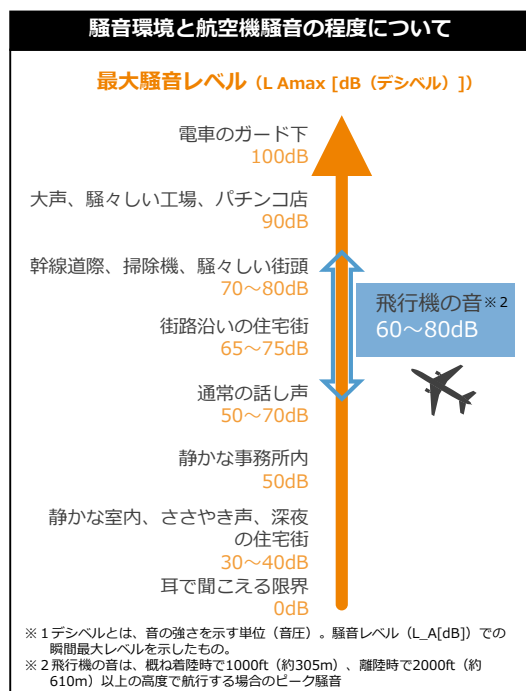 騒音環境と航空機騒音の程度について
最大騒音レベル（L Amax [dB（デシベル）]）
電車のガード下
100dB
大声、騒々しい工場、パチンコ店
90dB
幹線道際、掃除機、騒々しい街頭
70～80dB
飛行機の音※2
60～80dB
街路沿いの住宅街
65～75dB
通常の話し声
50～70dB
静かな事務所内
50dB
静かな室内、ささやき声、深夜
の住宅街
30～40dB
耳で聞こえる限界
0dB
※１デシベルとは、音の強さを示す単位（音圧）。騒音レベル（L_A[dB]）での
瞬間最大レベルを示したもの。
※２飛行機の音は、概ね着陸時で1000ft（約305m）、離陸時で2000ft（約
610m）以上の高度で航行する場合のピーク騒音